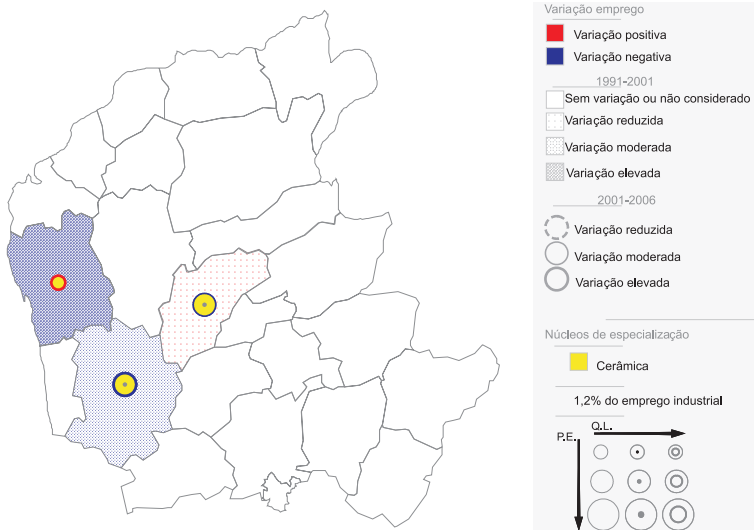 Variação emprego
Variação positiva
Variação negativa
1991-2001
Sem variação ou não considerado
Variação reduzida
Variação moderada
Variação elevada
2001-2006
Variação reduzida
Variação moderada
Variação elevada
Núcleos de especialização
Cerâmica
1,2% do emprego industrial
Q.L.
P.E.